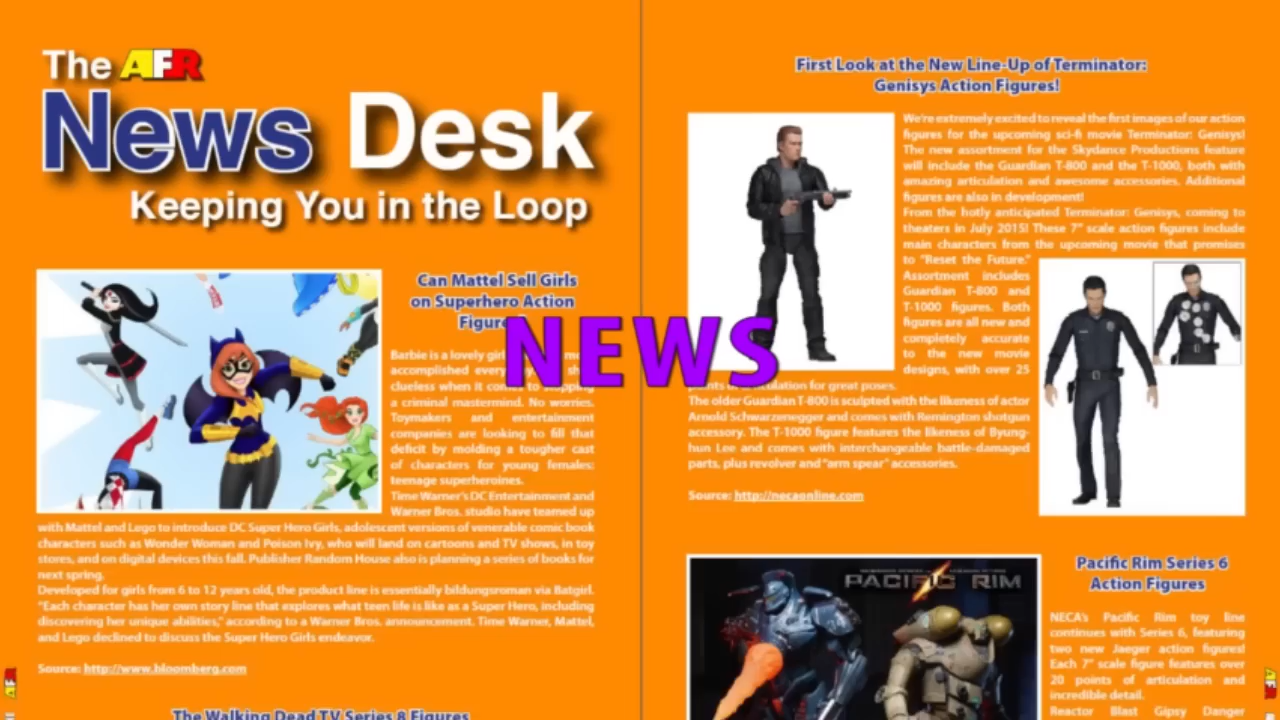 The AFR
News Desk
Keeping You in the Loop
Can Mattel Sell Girls
on Superhero Action
Barbie is a lovely
accomplished
clueless when it comes to stopping
a criminal mastermind. No worries.
Toymakers and entertainment
companies are looking to fill that
deficit by molding a tougher cast
of characters for young females:
teenage superheroines.
Time Warner's DC Entertainment and
Warner Bros. studio have teamed up
with Mattel and Lego to introduce DC Super Hero Girls, adolescent versions of venerable comic book
characters such as Wonder Woman and Poison Ivy, who will land on cartoons and TV shows, in toy
stores, and on digital devices this fall. Publisher Random House also is planning a series of books for
next spring.
Developed for girls from 6 to 12 years old, the product line is essentially bildungsroman via Batgirl.
"Each character has her own story line that explores what teen life is like as a Super Hero, including
discovering her unique abilities," according to a Warner Bros. announcement. Time Warner, Mattel,
and Lego declined to discuss the Super Hero Girls endeavor.
Source: http://www.bloomberg.com
The Walking Dead TV Series 8 Figures
AFR
NEWS
First Look at the New Line-Up of Terminator:
Genisys Action Figures!
We're extremely excited to reveal the first images of our action
figures for the upcoming sci-fi movie Terminator: Genisys!
The new assortment for the Skydance Productions feature
will include the Guardian T-800 and the T-1000, both with
amazing articulation and awesome accessories. Additional
figures are also in development!
From the hotly anticipated Terminator: Genisys, coming to
theaters in July 2015! These 7" scale action figures include
main characters from the upcoming movie that promises
to "Reset the Future."
Assortment includes
Guardian T-800 and
T-1000 figures. Both
figures are all new and
completely accurate
to the new movie
designs, with over 25
points of articulation for great poses.
The older Guardian T-800 is sculpted with the likeness of actor
Arnold Schwarzenegger and comes with Remington shotgun
accessory. The T-1000 figure features the likeness of Byung-
hun Lee and comes with interchangeable battle-damaged
parts, plus revolver and "arm spear" accessories.
Source: http://necaonline.com
PACIFIC RIM
Pacific Rim Series 6
Action Figures
NECA's Pacific Rim toy line
continues with Series 6, featuring
two new Jaeger action figures!
Each 7" scale figure features over
20 points of articulation and
incredible detail.
Reactor Blast Gipsy Danger
AFR